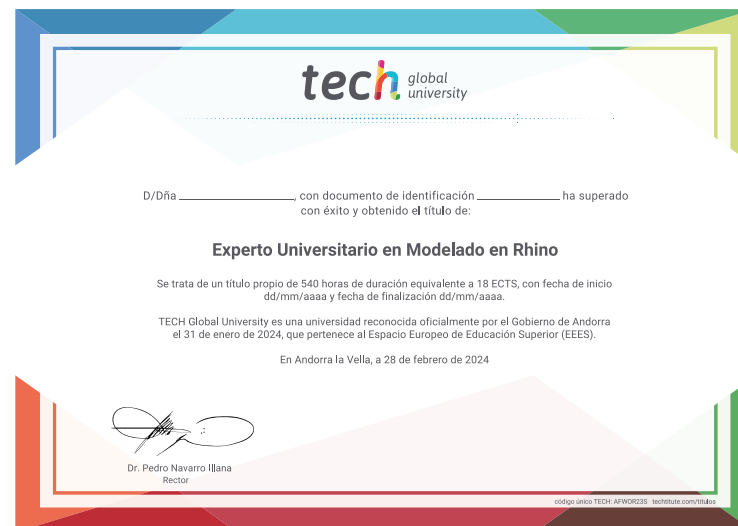 tech global university
D/Dña ____________________, con documento de identificación ______________ ha superado
con éxito y obtenido el título de:
Experto Universitario en Modelado en Rhino
Se trata de un título propio de 540 horas de duración equivalente a 18 ECTS, con fecha de inicio
dd/mm/aaaa y fecha de finalización dd/mm/aaaa.
TECH Global University es una universidad reconocida oficialmente por el Gobierno de Andorra
el 31 de enero de 2024, que pertenece al Espacio Europeo de Educación Superior (EEES).
En Andorra la Vella, a 28 de febrero de 2024
Dr. Pedro Navarro Illana
Rector
código único TECH: AFWOR23S techtitute.com/titulos